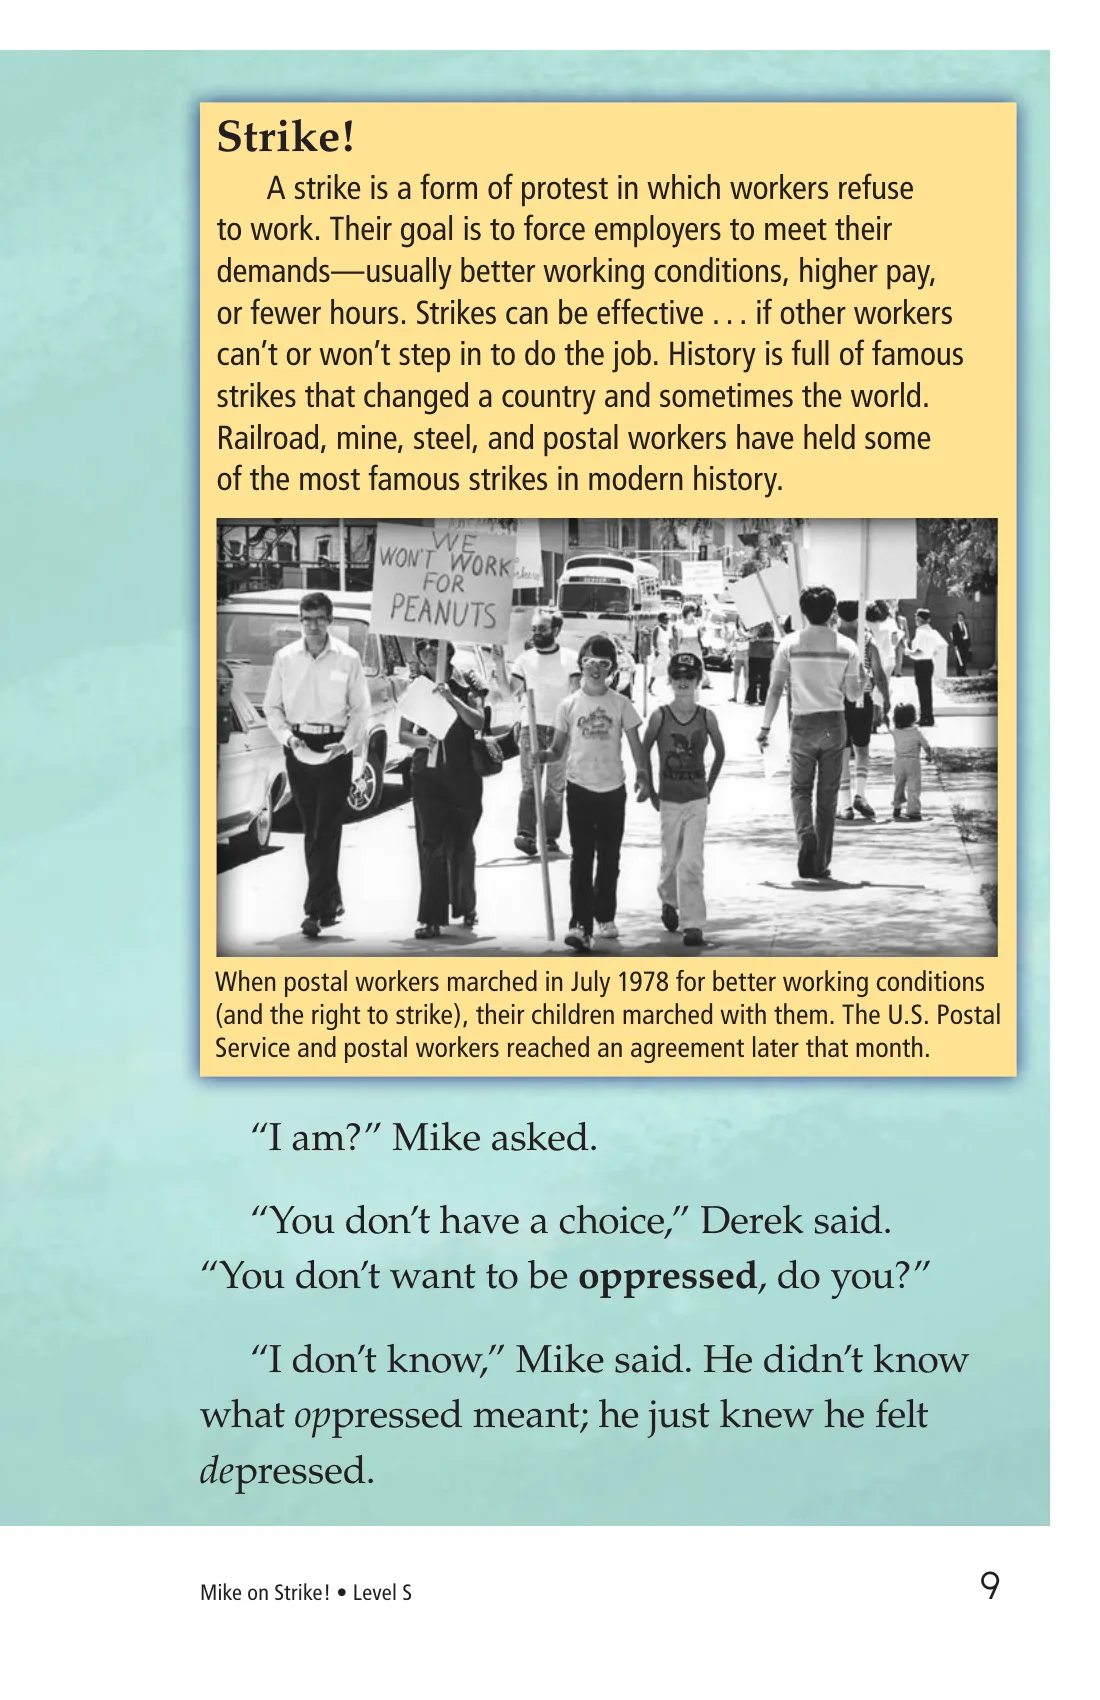 Strike!
A strike is a form of protest in which workers refuse
to work. Their goal is to force employers to meet their
demands—usually better working conditions, higher pay,
or fewer hours. Strikes can be effective . . . if other workers
can’t or won’t step in to do the job. History is full of famous
strikes that changed a country and sometimes the world.
Railroad, mine, steel, and postal workers have held some
of the most famous strikes in modern history.
WE
WON'T WORK
FOR
PEANUTS
When postal workers marched in July 1978 for better working conditions
(and the right to strike), their children marched with them. The U.S. Postal
Service and postal workers reached an agreement later that month.
“I am?” Mike asked.
“You don’t have a choice,” Derek said.
“You don’t want to be oppressed, do you?”
“I don’t know,” Mike said. He didn’t know
what oppressed meant; he just knew he felt
depressed.
Mike on Strike! • Level S
9